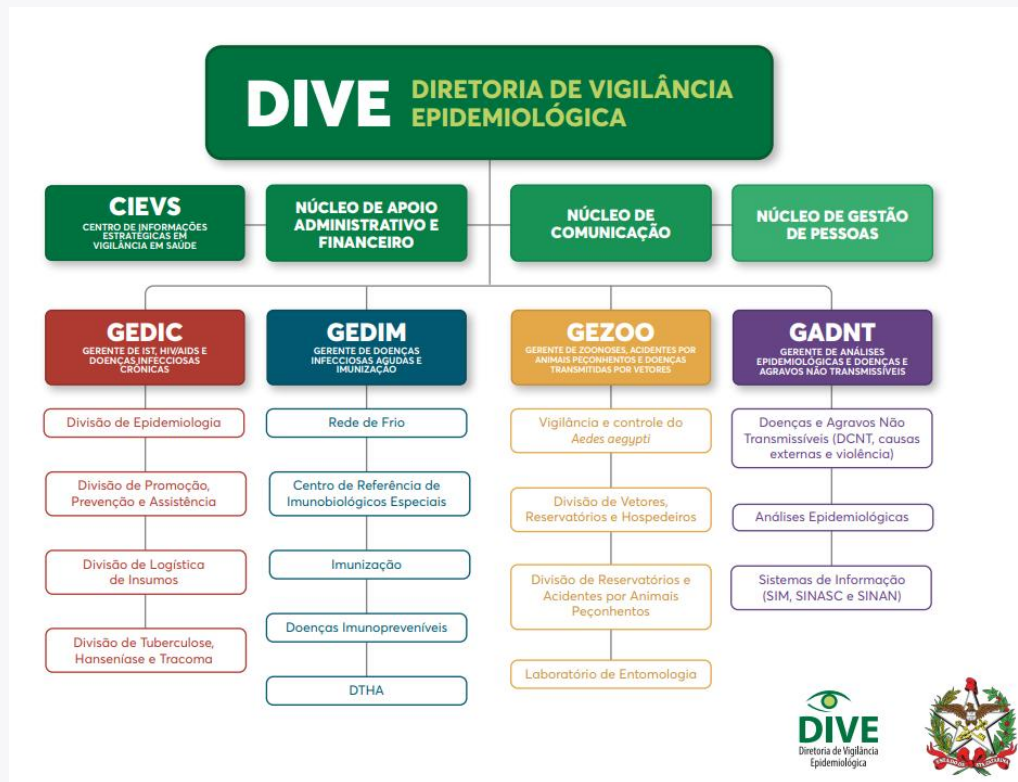 DIVE DIRETORIA DE VIGILÂNCIA
EPIDEMIOLÓGICA
CIEVS
CENTRO DE INFORMAÇÕES
ESTRATÉGICAS EM
VIGILÂNCIA EM SAÚDE
NÚCLEO DE APOIO
ADMINISTRATIVO E
FINANCEIRO
NÚCLEO DE
COMUNICAÇÃO
NÚCLEO DE GESTÃO
DE PESSOAS
GEDIC
GERENTE DE IST, HIV/AIDS E
DOENÇAS INFECCIOSAS
CRÔNICAS
Divisão de Epidemiologia
Divisão de Promoção,
Prevenção e Assistência
Divisão de Logística
de Insumos
Divisão de Tuberculose,
Hanseníase e Tracoma
GEDIM
GERENTE DE DOENÇAS
INFECCIOSAS AGUDAS E
IMUNIZAÇÃO
Rede de Frio
Centro de Referência de
Imunobiológicos Especiais
Imunização
Doenças Imunopreveníveis
DTHA
GEZOO
GERENTE DE ZOONOSES, ACIDENTES POR
ANIMAIS PEÇONHENTOS E DOENÇAS
TRANSMITIDAS POR VETORES
Vigilância e controle do
Aedes aegypti
Divisão de Vetores,
Reservatórios e Hospedeiros
Divisão de Reservatórios e
Acidentes por Animais
Peçonhentos
Laboratório de Entomologia
GADNT
GERENTE DE ANÁLISES
EPIDEMIOLÓGICAS E DOENÇAS E
AGRAVOS NÃO TRANSMISSÍVEIS
Doenças e Agravos Não
Transmissíveis (DCNT, causas
externas e violência)
Análises Epidemiológicas
Sistemas de Informação
(SIM, SINASC e SINAN)
DIVE
Diretoria de Vigilância
Epidemiológica